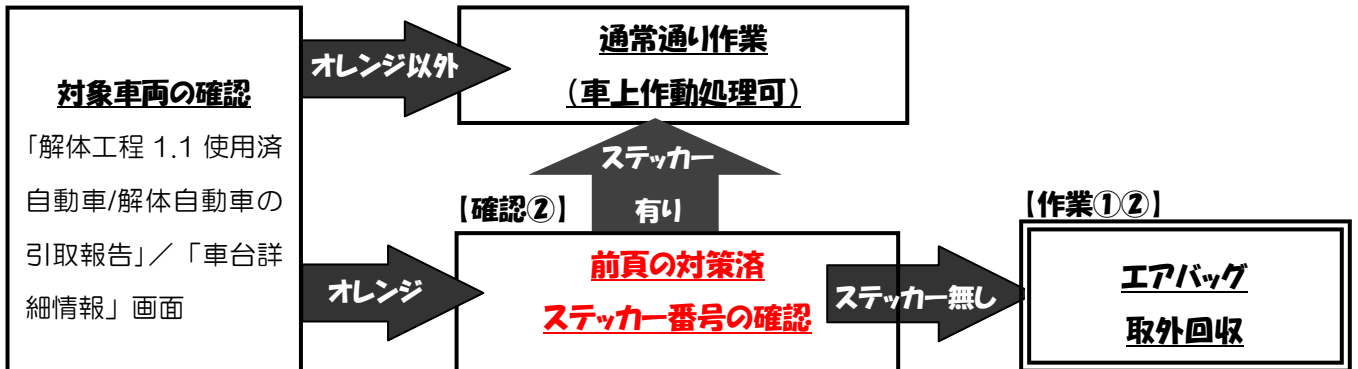 対象車両の確認
「解体工程 1.1 使用済
自動車/解体自動車の
引取報告」／「車台詳
細情報」画面
オレンジ以外
通常通り作業
（車上作動処理可）
ステッカー
有り
オレンジ
【確認②】
前頁の対策済
ステッカー番号の確認
ステッカー無し
【作業①②】
エアバッグ
取外回収